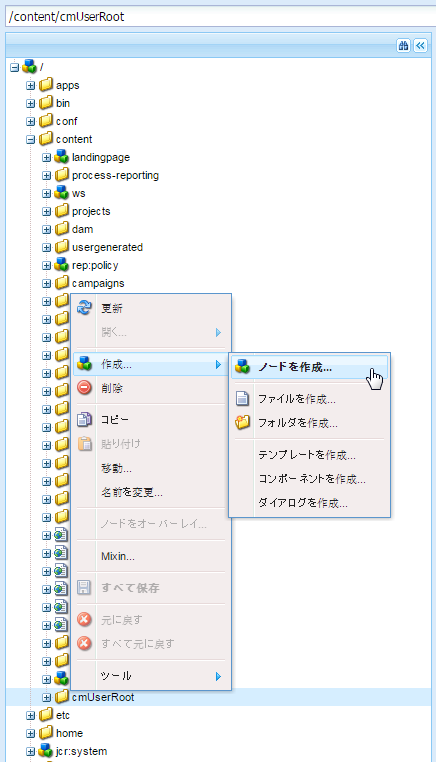 /content/cmUserRoot
/
apps
bin
conf
content
landingpage
process-reporting
ws
projects
dam
usergenerated
rep:policy
campaigns
更新
開く...
作成...
削除
コピー
貼り付け
移動...
名前を変更...
ノードをオーバーレイ...
Mixin...
すべて保存
元に戻す
すべて元に戻す
ツール
ノードを作成...
ファイルを作成...
フォルダを作成...
テンプレートを作成...
コンポーネントを作成...
ダイアログを作成...
cmUserRoot
etc
home
jcr:system